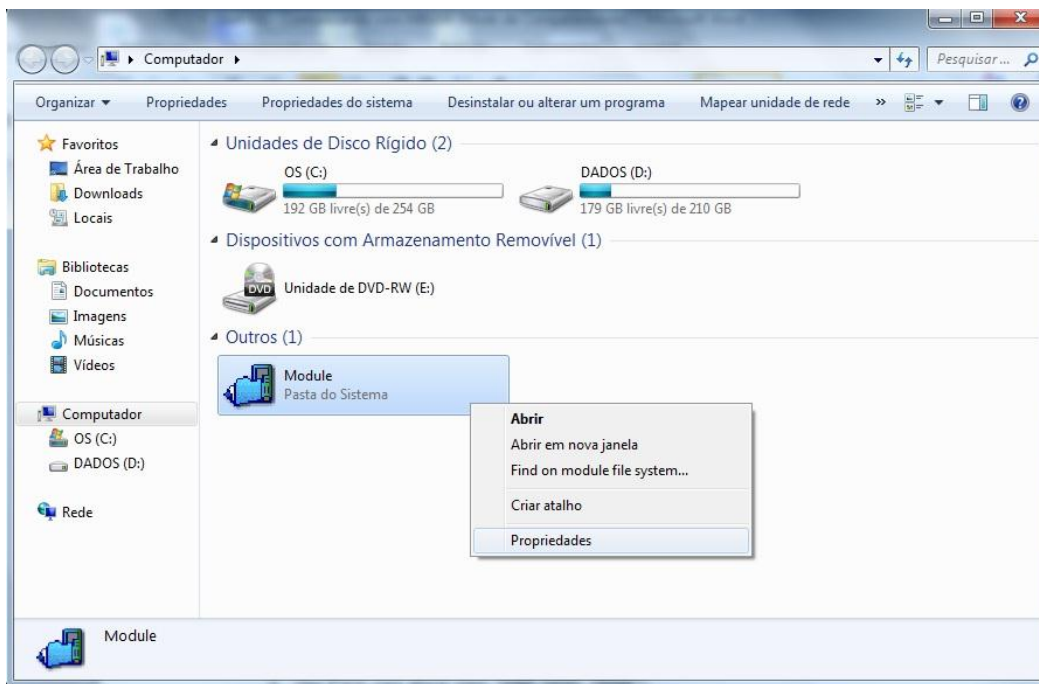 Computador
Pesquisar ...
Organizar
Propriedades
Propriedades do sistema
Desinstalar ou alterar um programa
Mapear unidade de rede
»
Favoritos
Área de Trabalho
Downloads
Locais
Bibliotecas
Documentos
Imagens
Músicas
Vídeos
Computador
OS (C:)
DADOS (D:)
Rede
Unidades de Disco Rígido (2)
OS (C:)
192 GB livre(s) de 254 GB
DADOS (D:)
179 GB livre(s) de 210 GB
Dispositivos com Armazenamento Removível (1)
DVD
Unidade de DVD-RW (E:)
Outros (1)
Module
Pasta do Sistema
Abrir
Abrir em nova janela
Find on module file system...
Criar atalho
Propriedades
Module